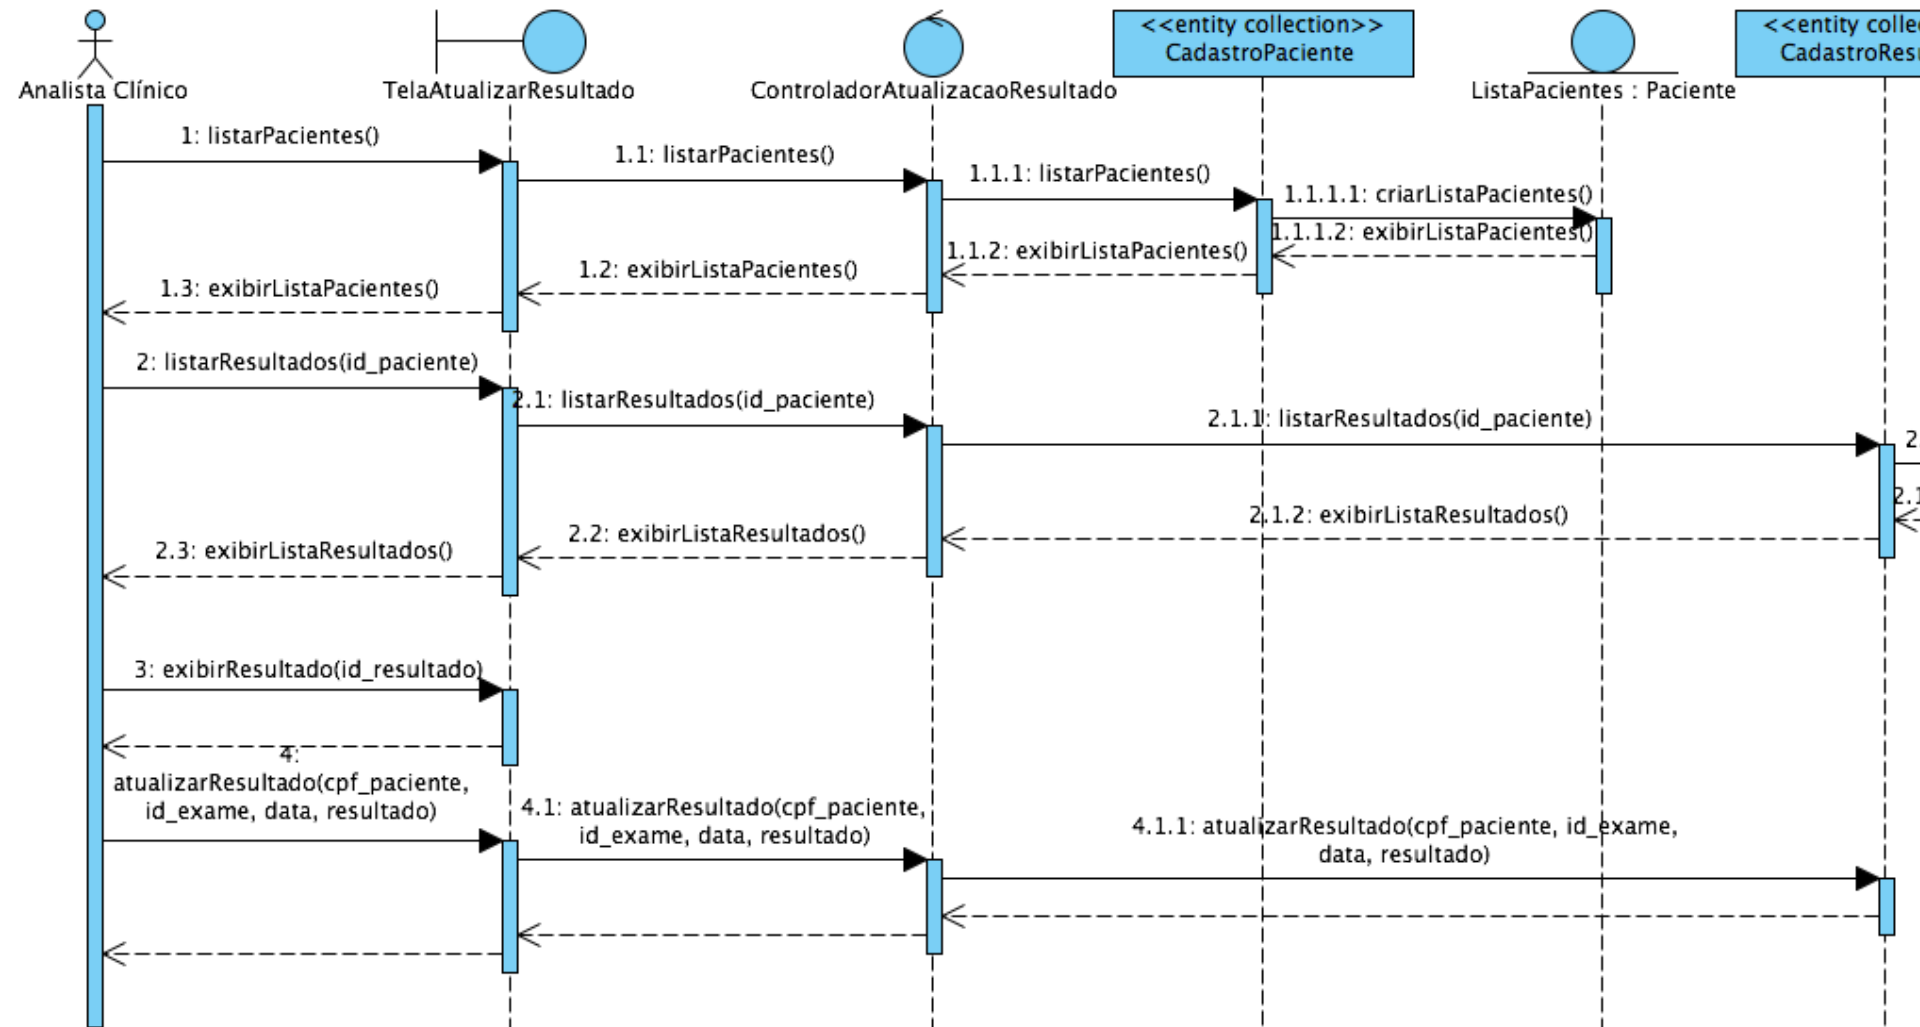 <<entity collection>>
CadastroPaciente
Analista Clínico
TelaAtualizarResultado
ControladorAtualizacaoResultado
ListaPacientes : Paciente
1: listarPacientes()
1.1: listarPacientes()
1.1.1: listarPacientes()
1.1.1.1: criarListaPacientes()
1.1.1.2: exibirListaPacientes()
1.1.2: exibirListaPacientes()
1.2: exibirListaPacientes()
1.3: exibirListaPacientes()
2: listarResultados(id_paciente)
2.1: listarResultados(id_paciente)
2.1.1: listarResultados(id_paciente)
2.1.2: exibirListaResultados()
2.2: exibirListaResultados()
2.3: exibirListaResultados()
3: exibirResultado(id_resultado)
4:
atualizarResultado(cpf_paciente,
id_exame, data, resultado)
4.1: atualizarResultado(cpf_paciente,
id_exame, data, resultado)
4.1.1: atualizarResultado(cpf_paciente, id_exame,
data, resultado)